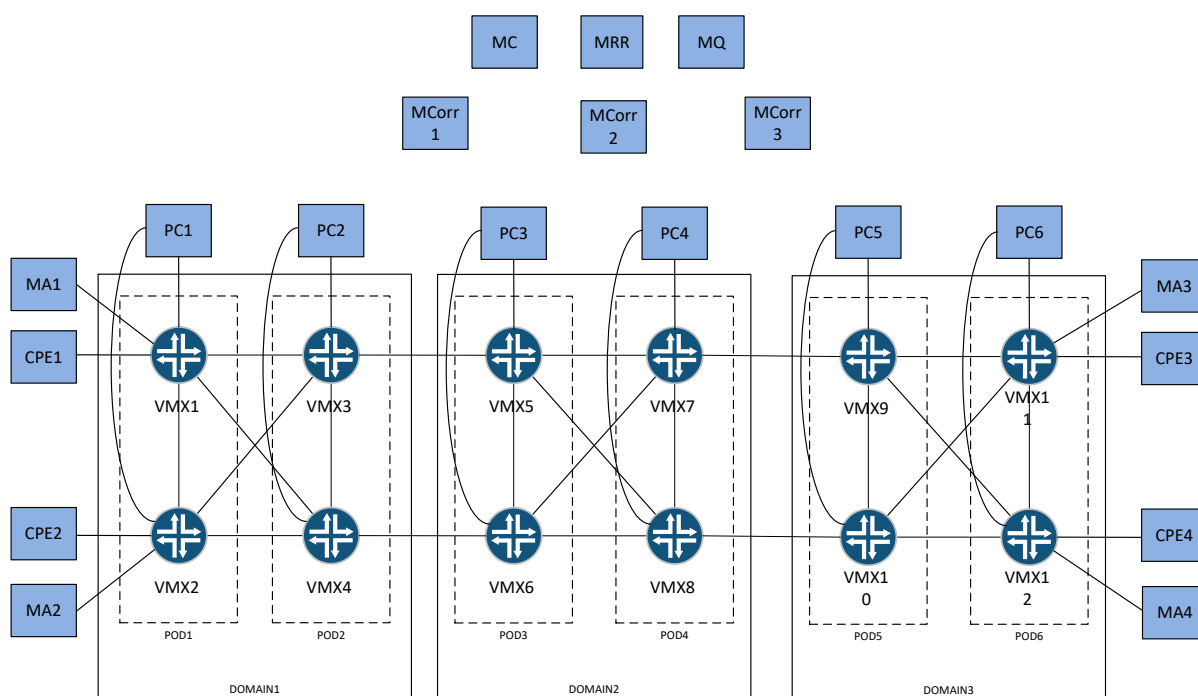 MC
MRR
MQ
MCorr
1
MCorr
2
MCorr
3
PC1
PC2
PC3
PC4
PC5
PC6
MA1
MA3
CPE1
CPE3
VMX1
VMX3
VMX5
VMX7
VMX9
VMX1
1
CPE2
CPE4
VMX2
VMX4
VMX6
VMX8
VMX1
0
VMX1
2
MA2
MA4
POD1
POD2
POD3
POD4
POD5
POD6
DOMAIN1
DOMAIN2
DOMAIN3